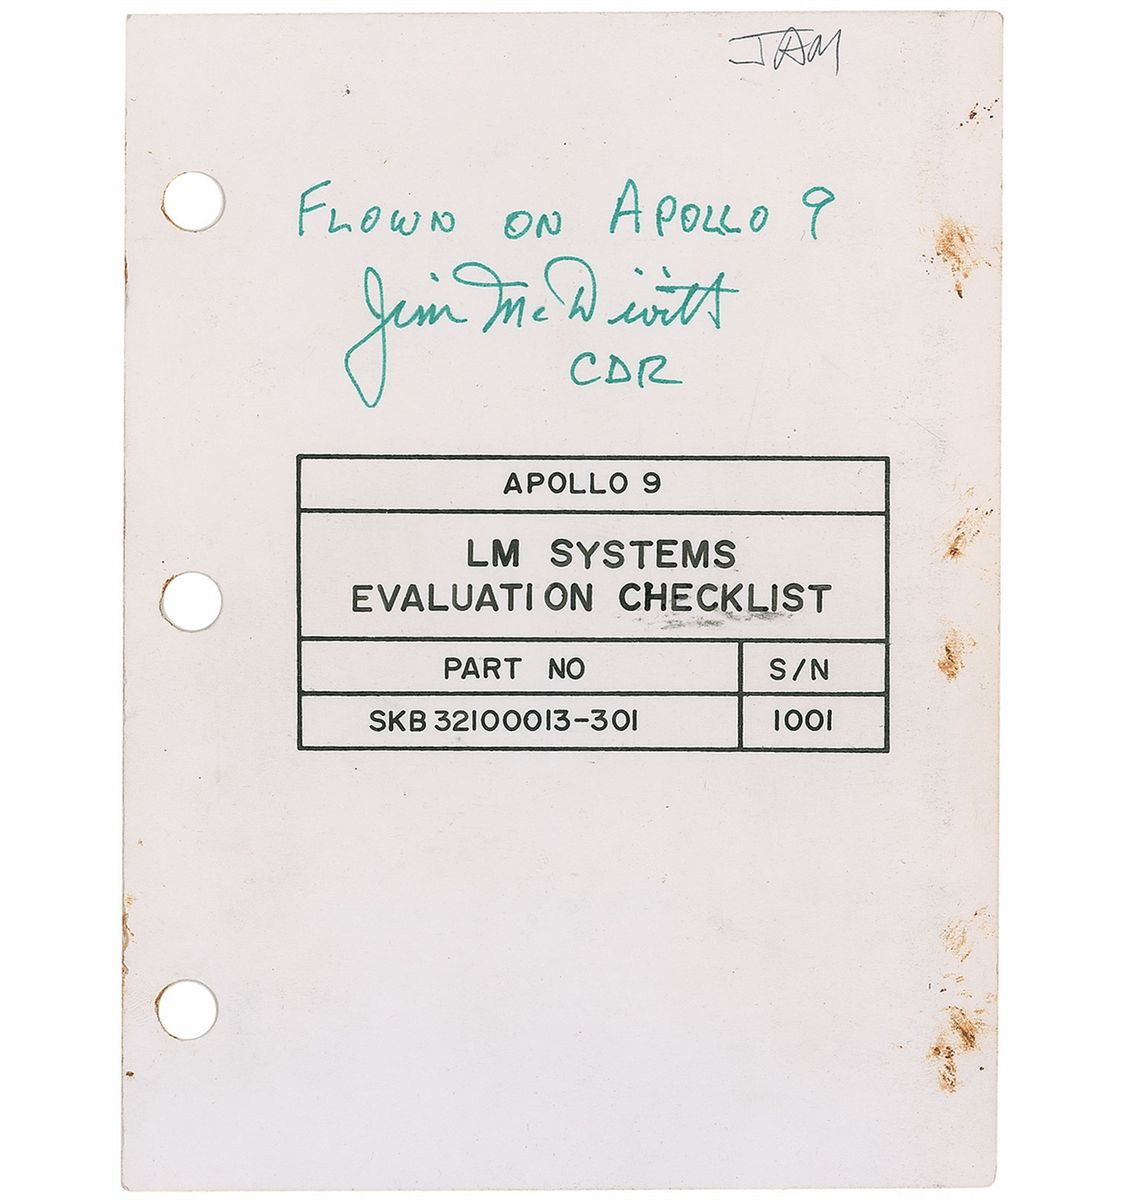 JAM
FLOWN ON APOLLO 9
Jim McDivitt
CDR
APOLLO 9
LM SYSTEMS
EVALUATION CHECKLIST
PART NO S/N
SKB 32100013-301 1001